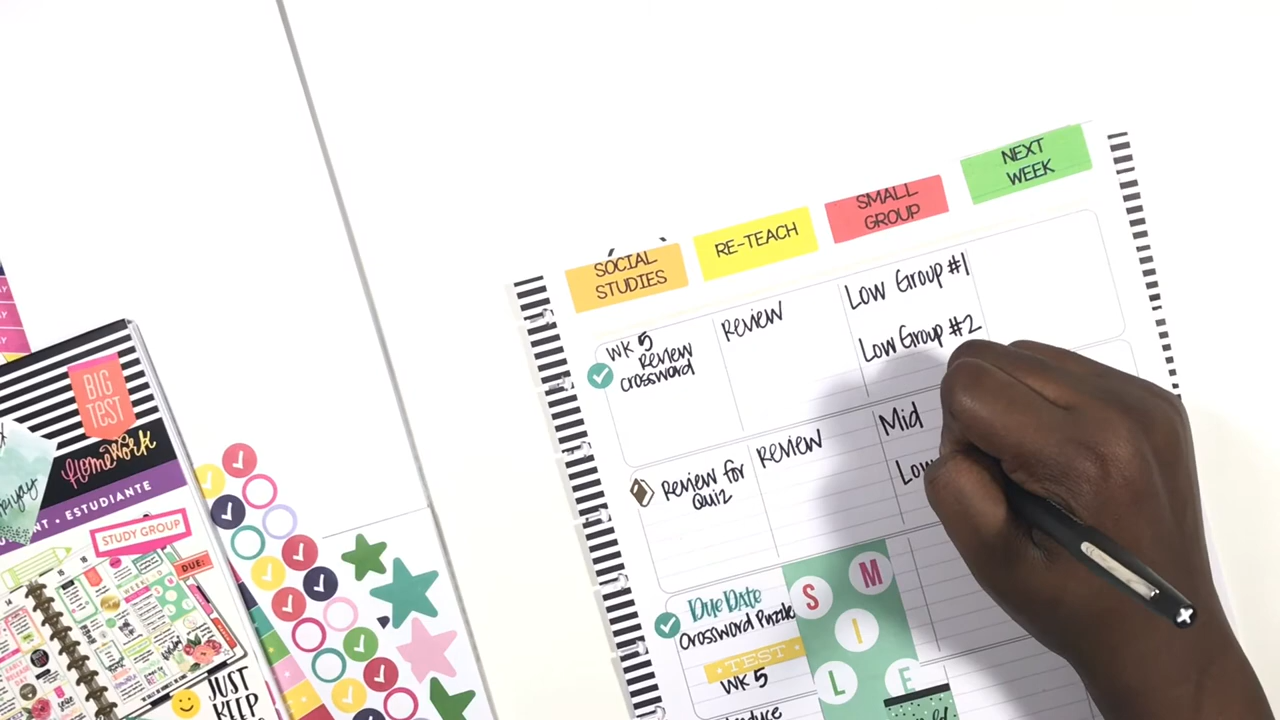 SOCIAL
STUDIES
RE-TEACH
SMALL
GROUP
NEXT
WEEK
WK 5
Review
crossword
Review
Low Group #1
Low Group #2
Review for
Quiz
Review
Mid
Low
Due Date
Crossword Puzzle
TEST
WK 5
S M
I
L E
BIG
TEST
HOMEWORK
ESTUDIANTE
STUDY GROUP
DUE:
JUST
KEEP